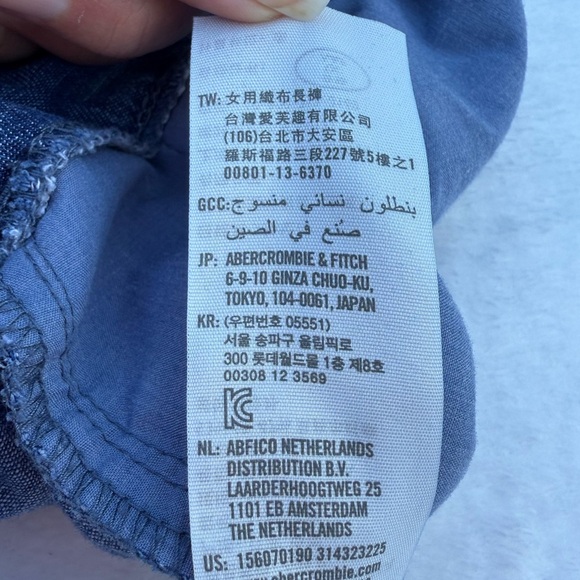 TW: 女用織布長褲
台灣愛芙趣有限公司
(106)台北市大安區
羅斯福路三段227號5樓之1
00801-13-6370
GCC: بنطلون نسائي منسوج
صُنع في الصين
JP: ABERCROMBIE & FITCH
6-9-10 GINZA CHUO-KU,
TOKYO, 104-0061, JAPAN
KR: (우편번호 05551)
서울 송파구 올림픽로
300 롯데월드몰 1층 제8호
00308 12 3569
NL: ABFICO NETHERLANDS
DISTRIBUTION B.V.
LAARDERHOOGTWEG 25
1101 EB AMSTERDAM
THE NETHERLANDS
US: 156070190 314323225
abercrombie.com